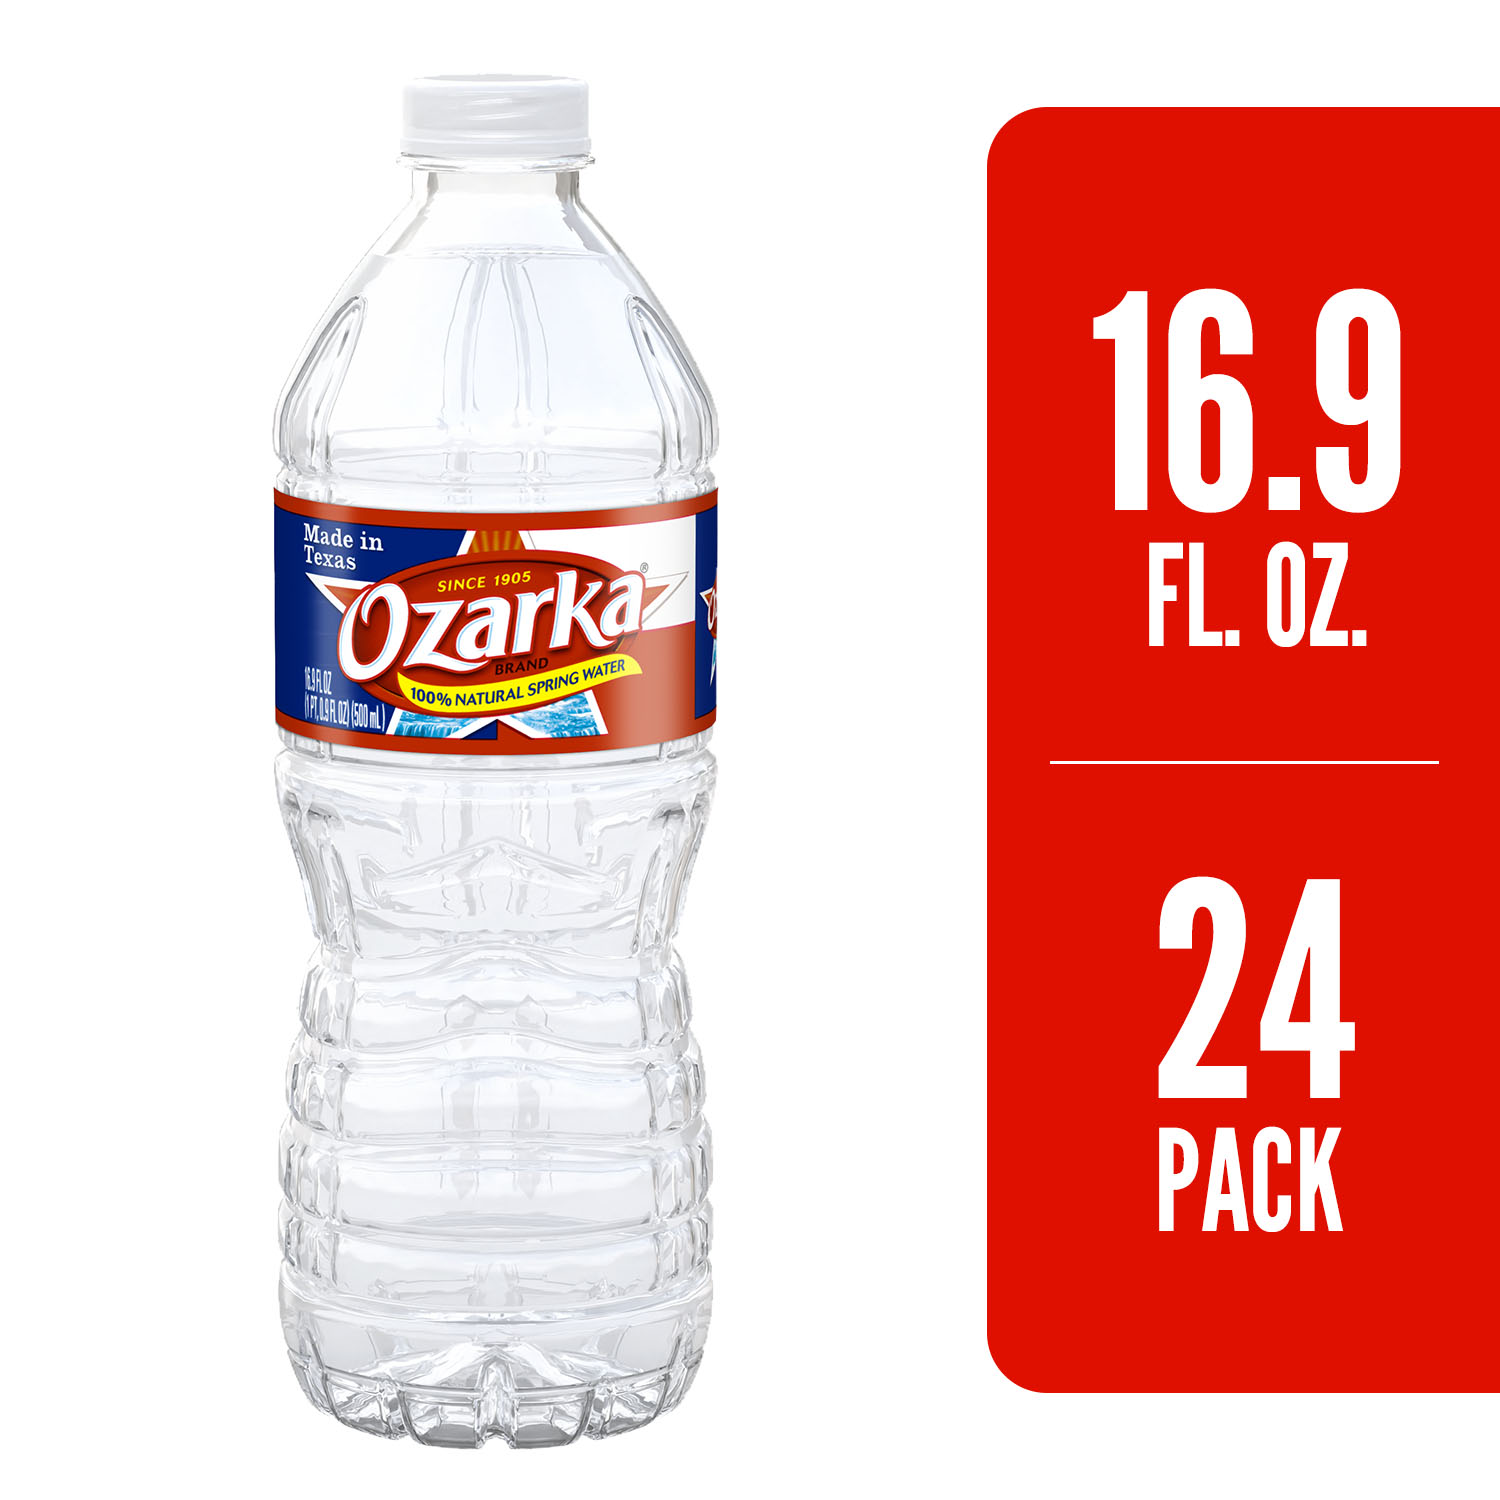 Made in
Texas
SINCE 1905
Ozarka®
BRAND
100% NATURAL SPRING WATER
16.9 FL OZ
(1 PT, 0.9 FL OZ) (500 mL)
16.9
FL. OZ.
24
PACK